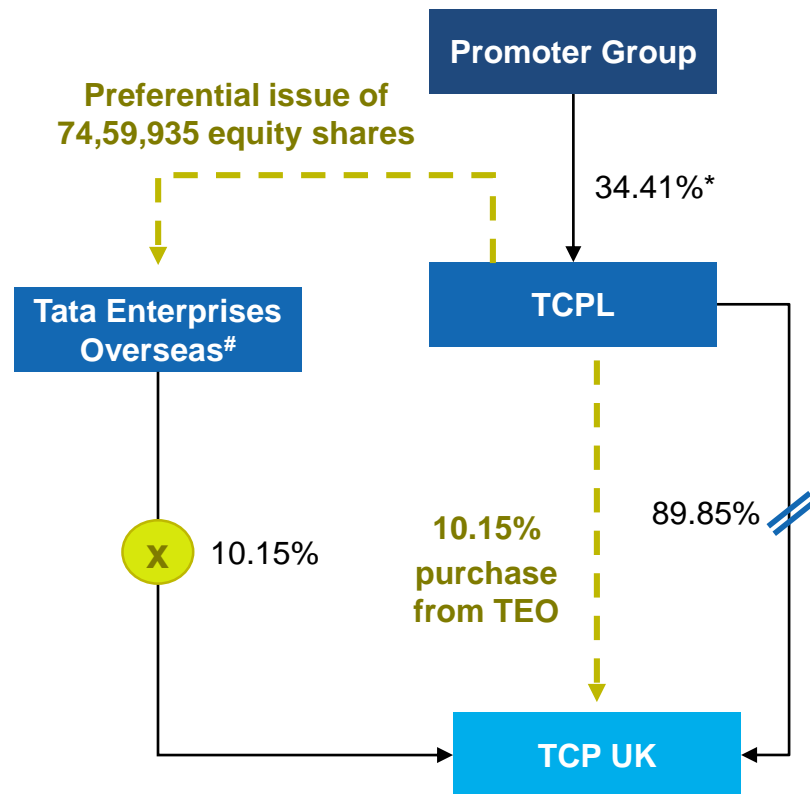 Promoter Group
Preferential issue of
74,59,935 equity shares
34.41%*
Tata Enterprises
Overseas#
TCPL
x
10.15%
10.15%
purchase
from TEO
89.85%
TCP UK